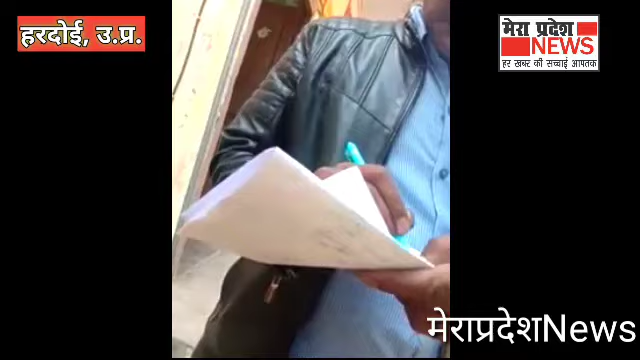 हरदोई, उ.प्र.
मेरा प्रदेश
NEWS
हर खबर की सच्चाई आपतक
मेराप्रदेशNews